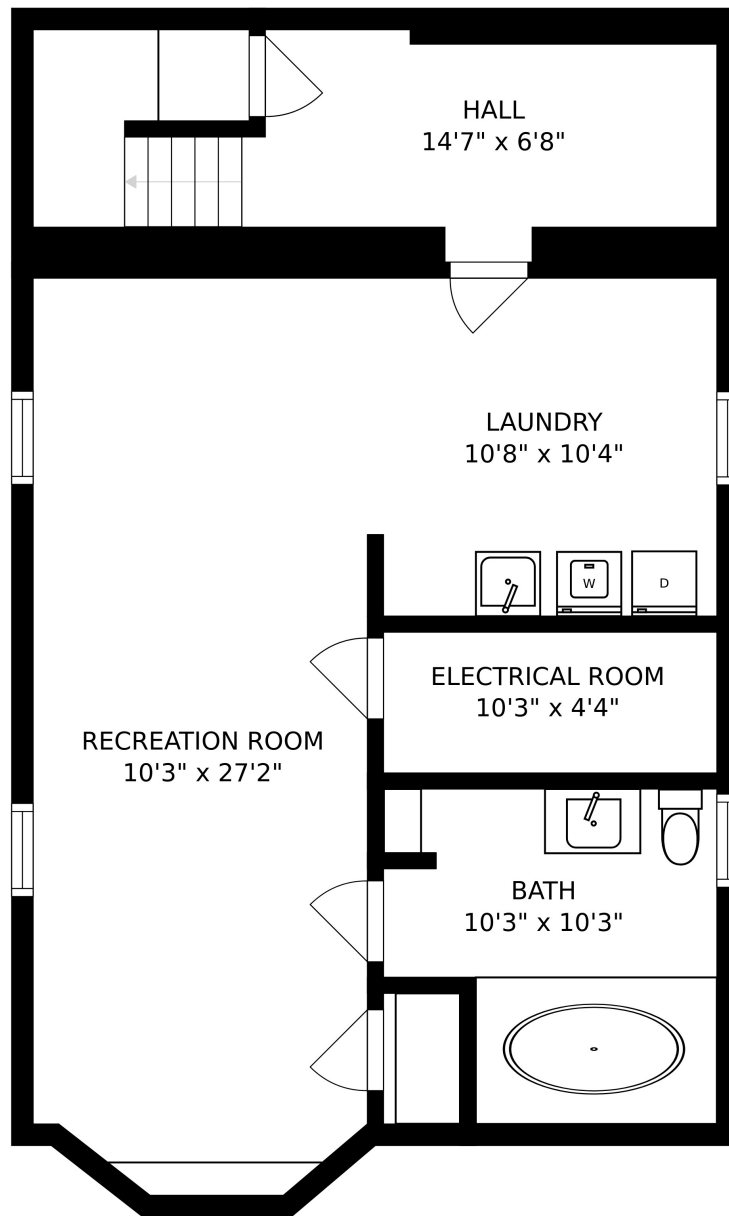 HALL
14'7" x 6'8"
LAUNDRY
10'8" x 10'4"
W
D
ELECTRICAL ROOM
10'3" x 4'4"
RECREATION ROOM
10'3" x 27'2"
BATH
10'3" x 10'3"